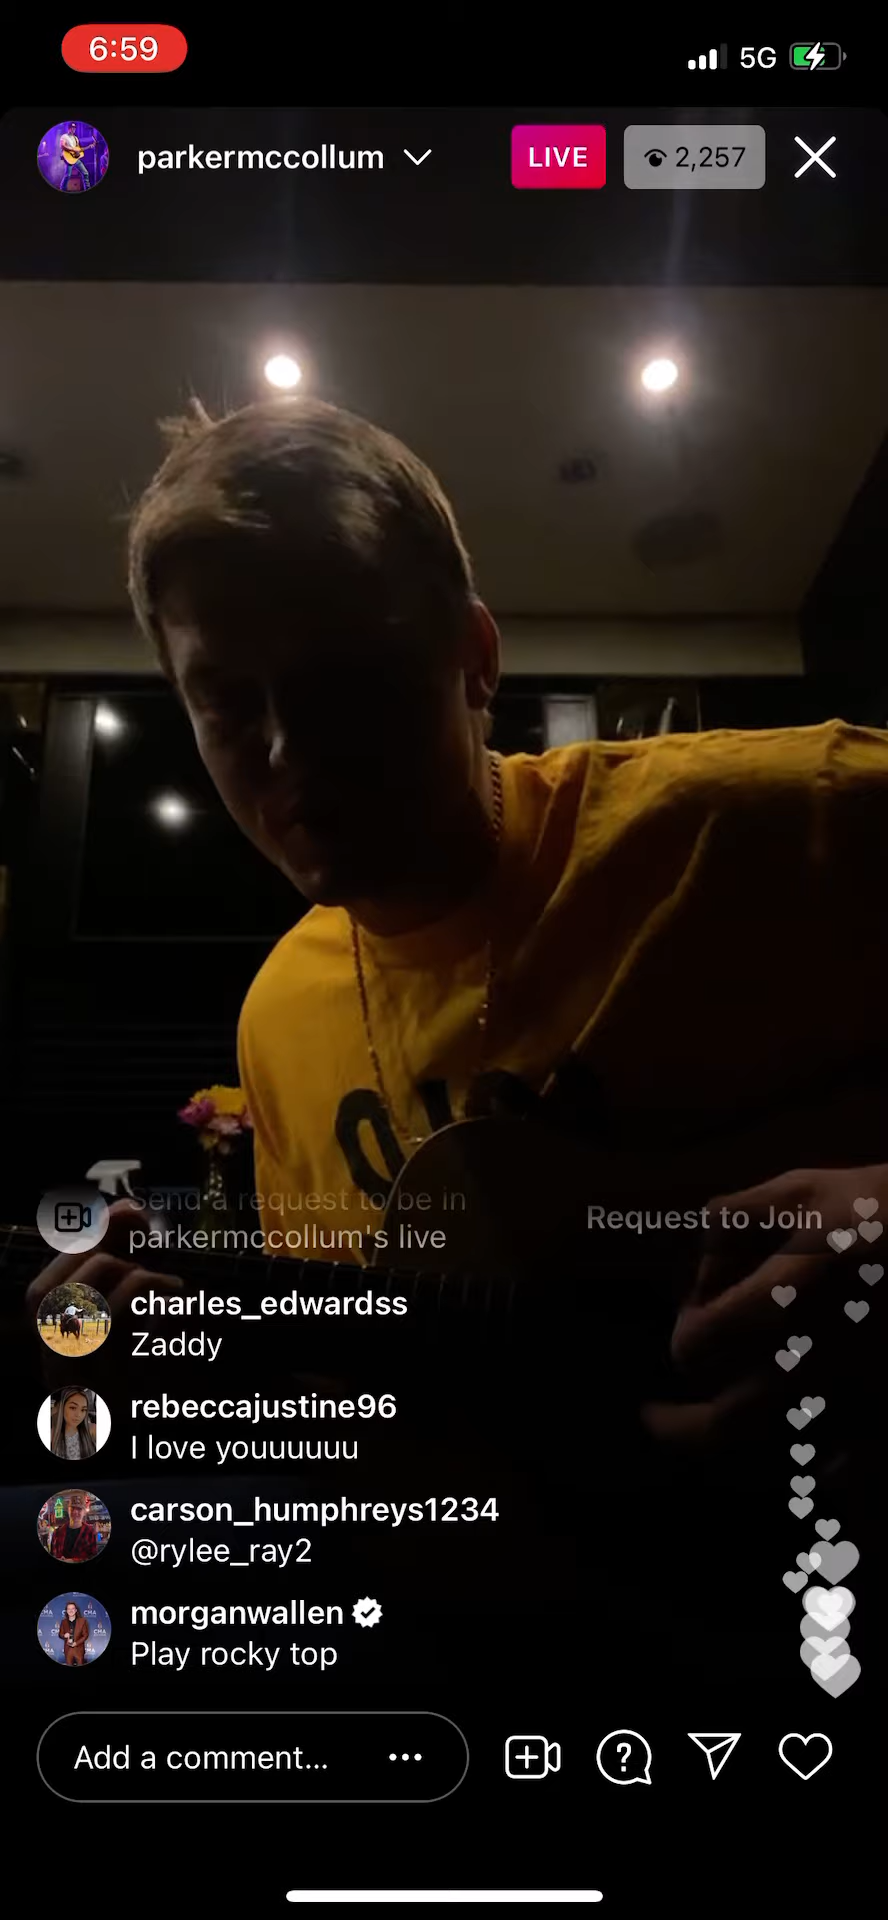 6:59
5G
parkermccollum
LIVE
2,257
Send a request to be in
parkermccollum's live
Request to Join
charles_edwardss
Zaddy
rebeccajustine96
I love youuuuuu
carson_humphreys1234
@rylee_ray2
morganwallen
Play rocky top
Add a comment...